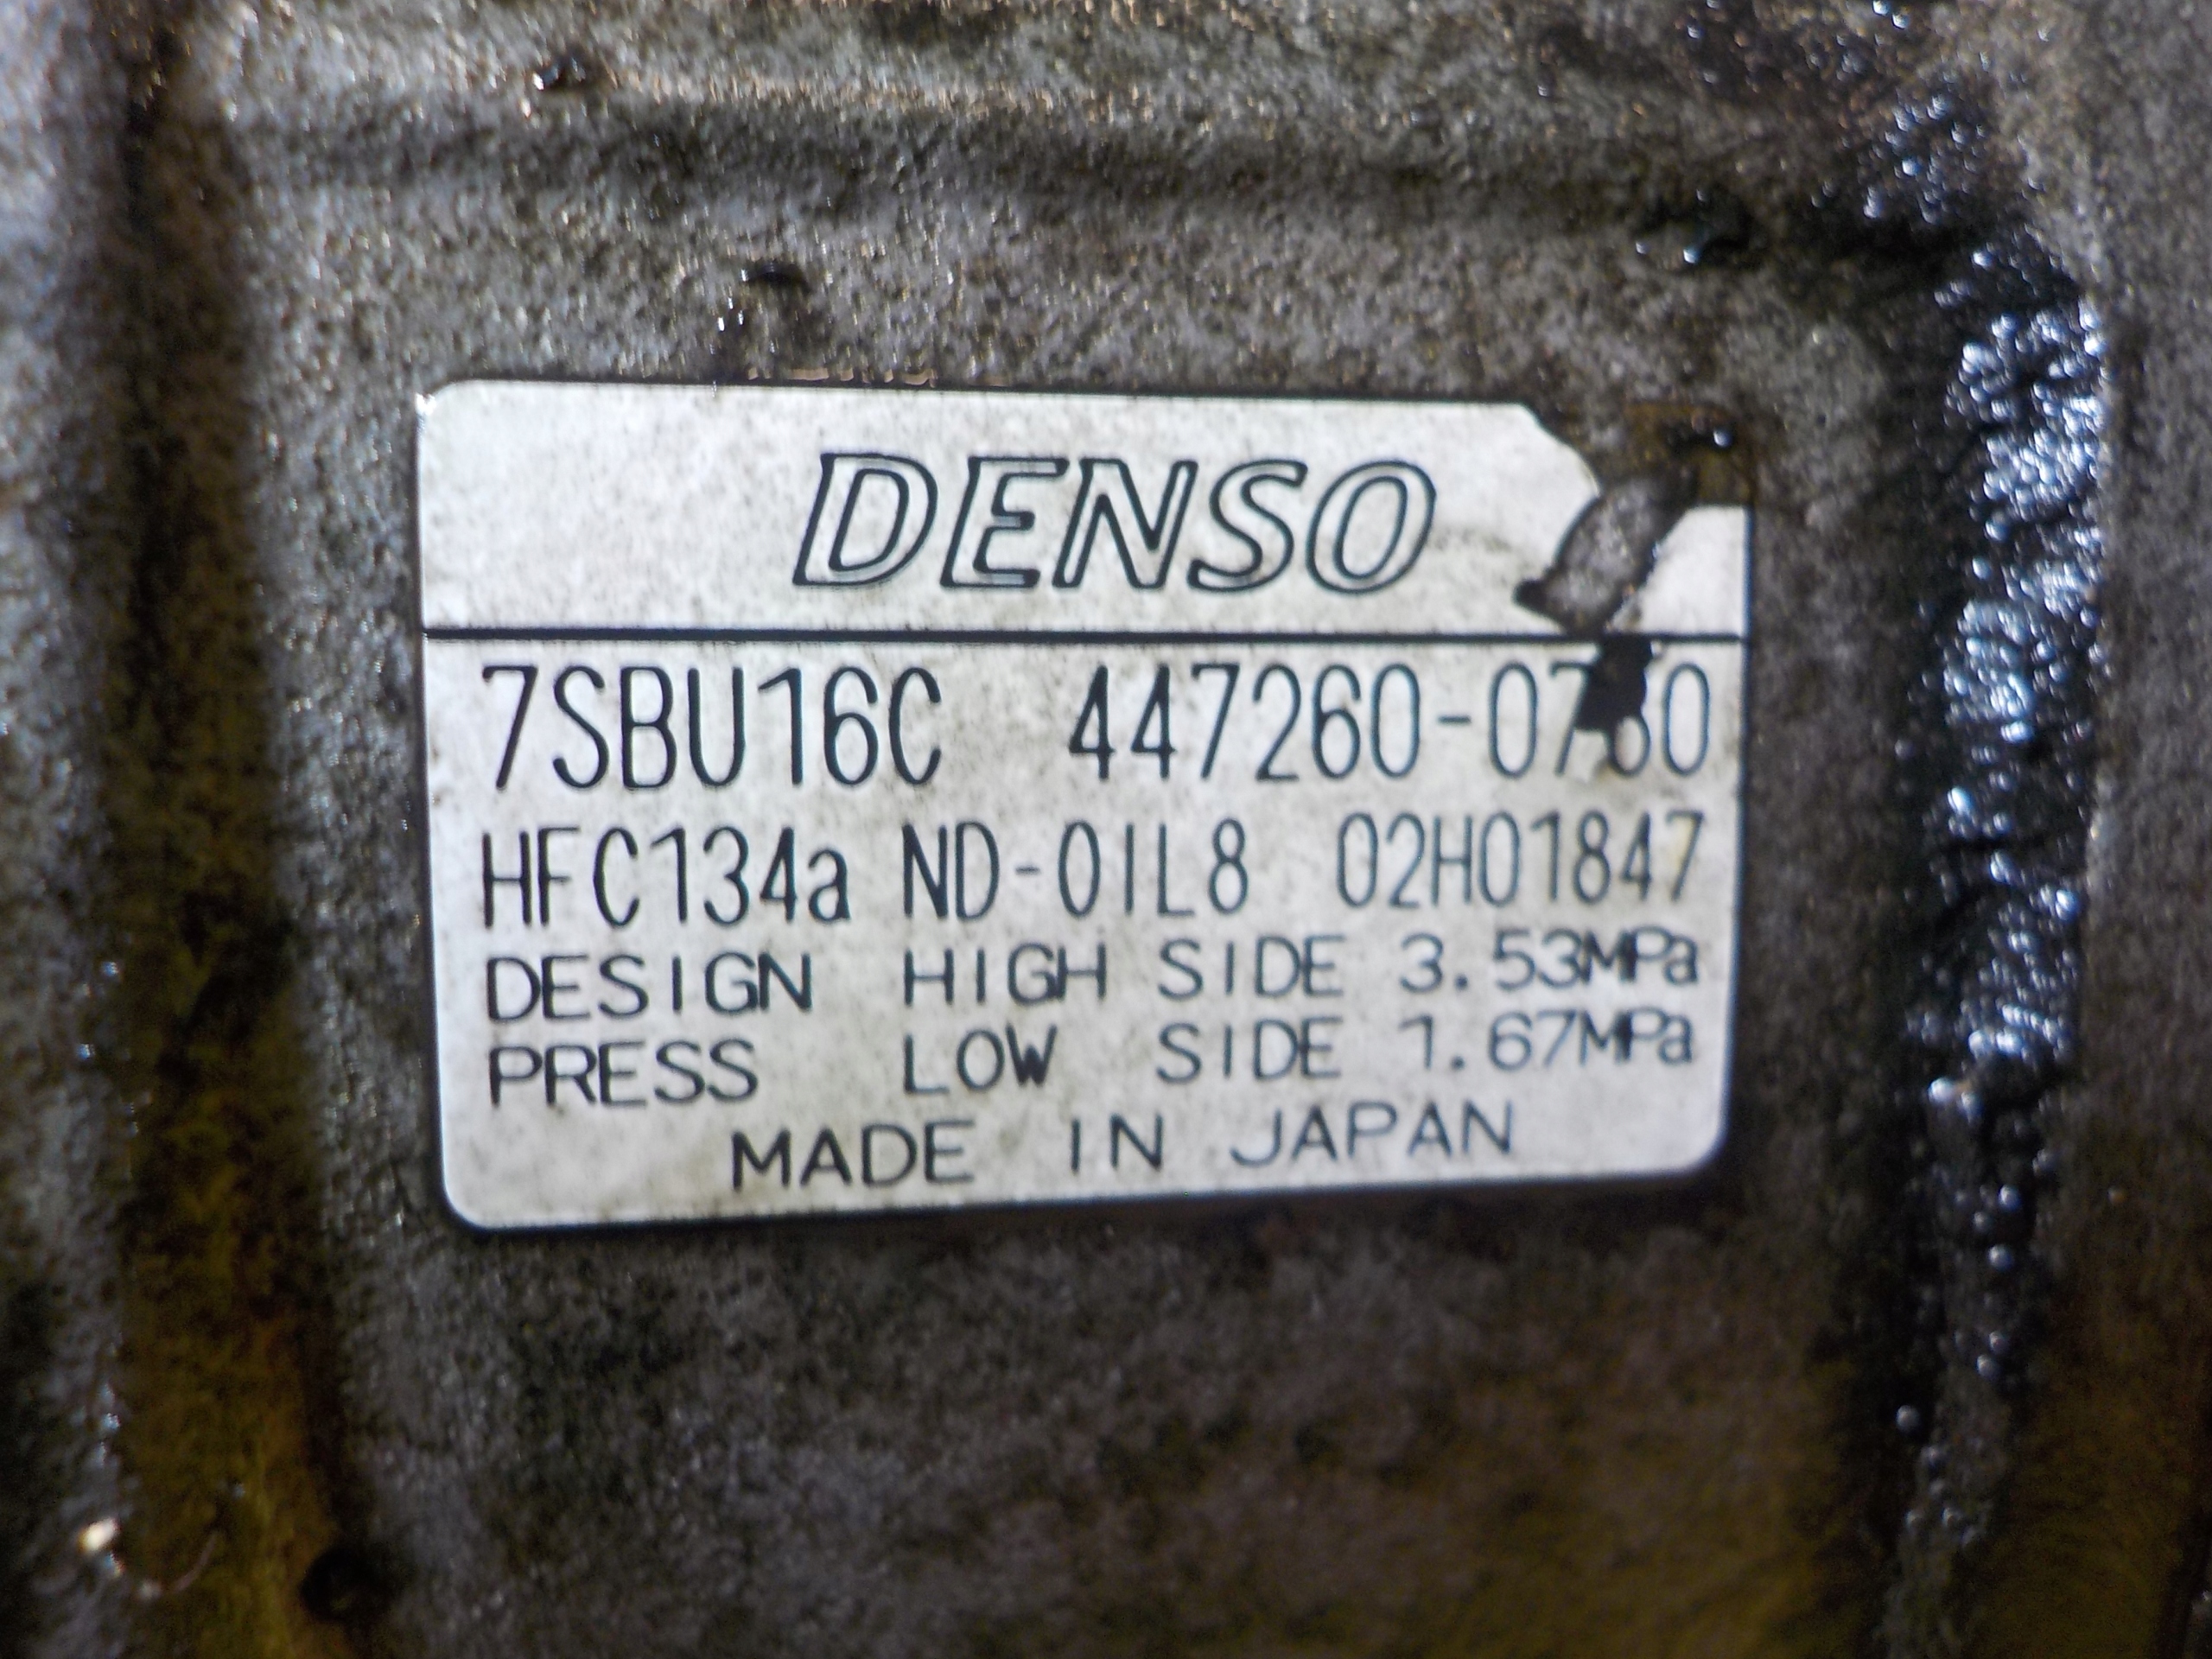 DENSO
7SBU16C
HFC134a ND-OIL8 02H01847
DESIGN HIGH SIDE 3.53MPa
PRESS LOW SIDE 1.67MPa
MADE IN JAPAN